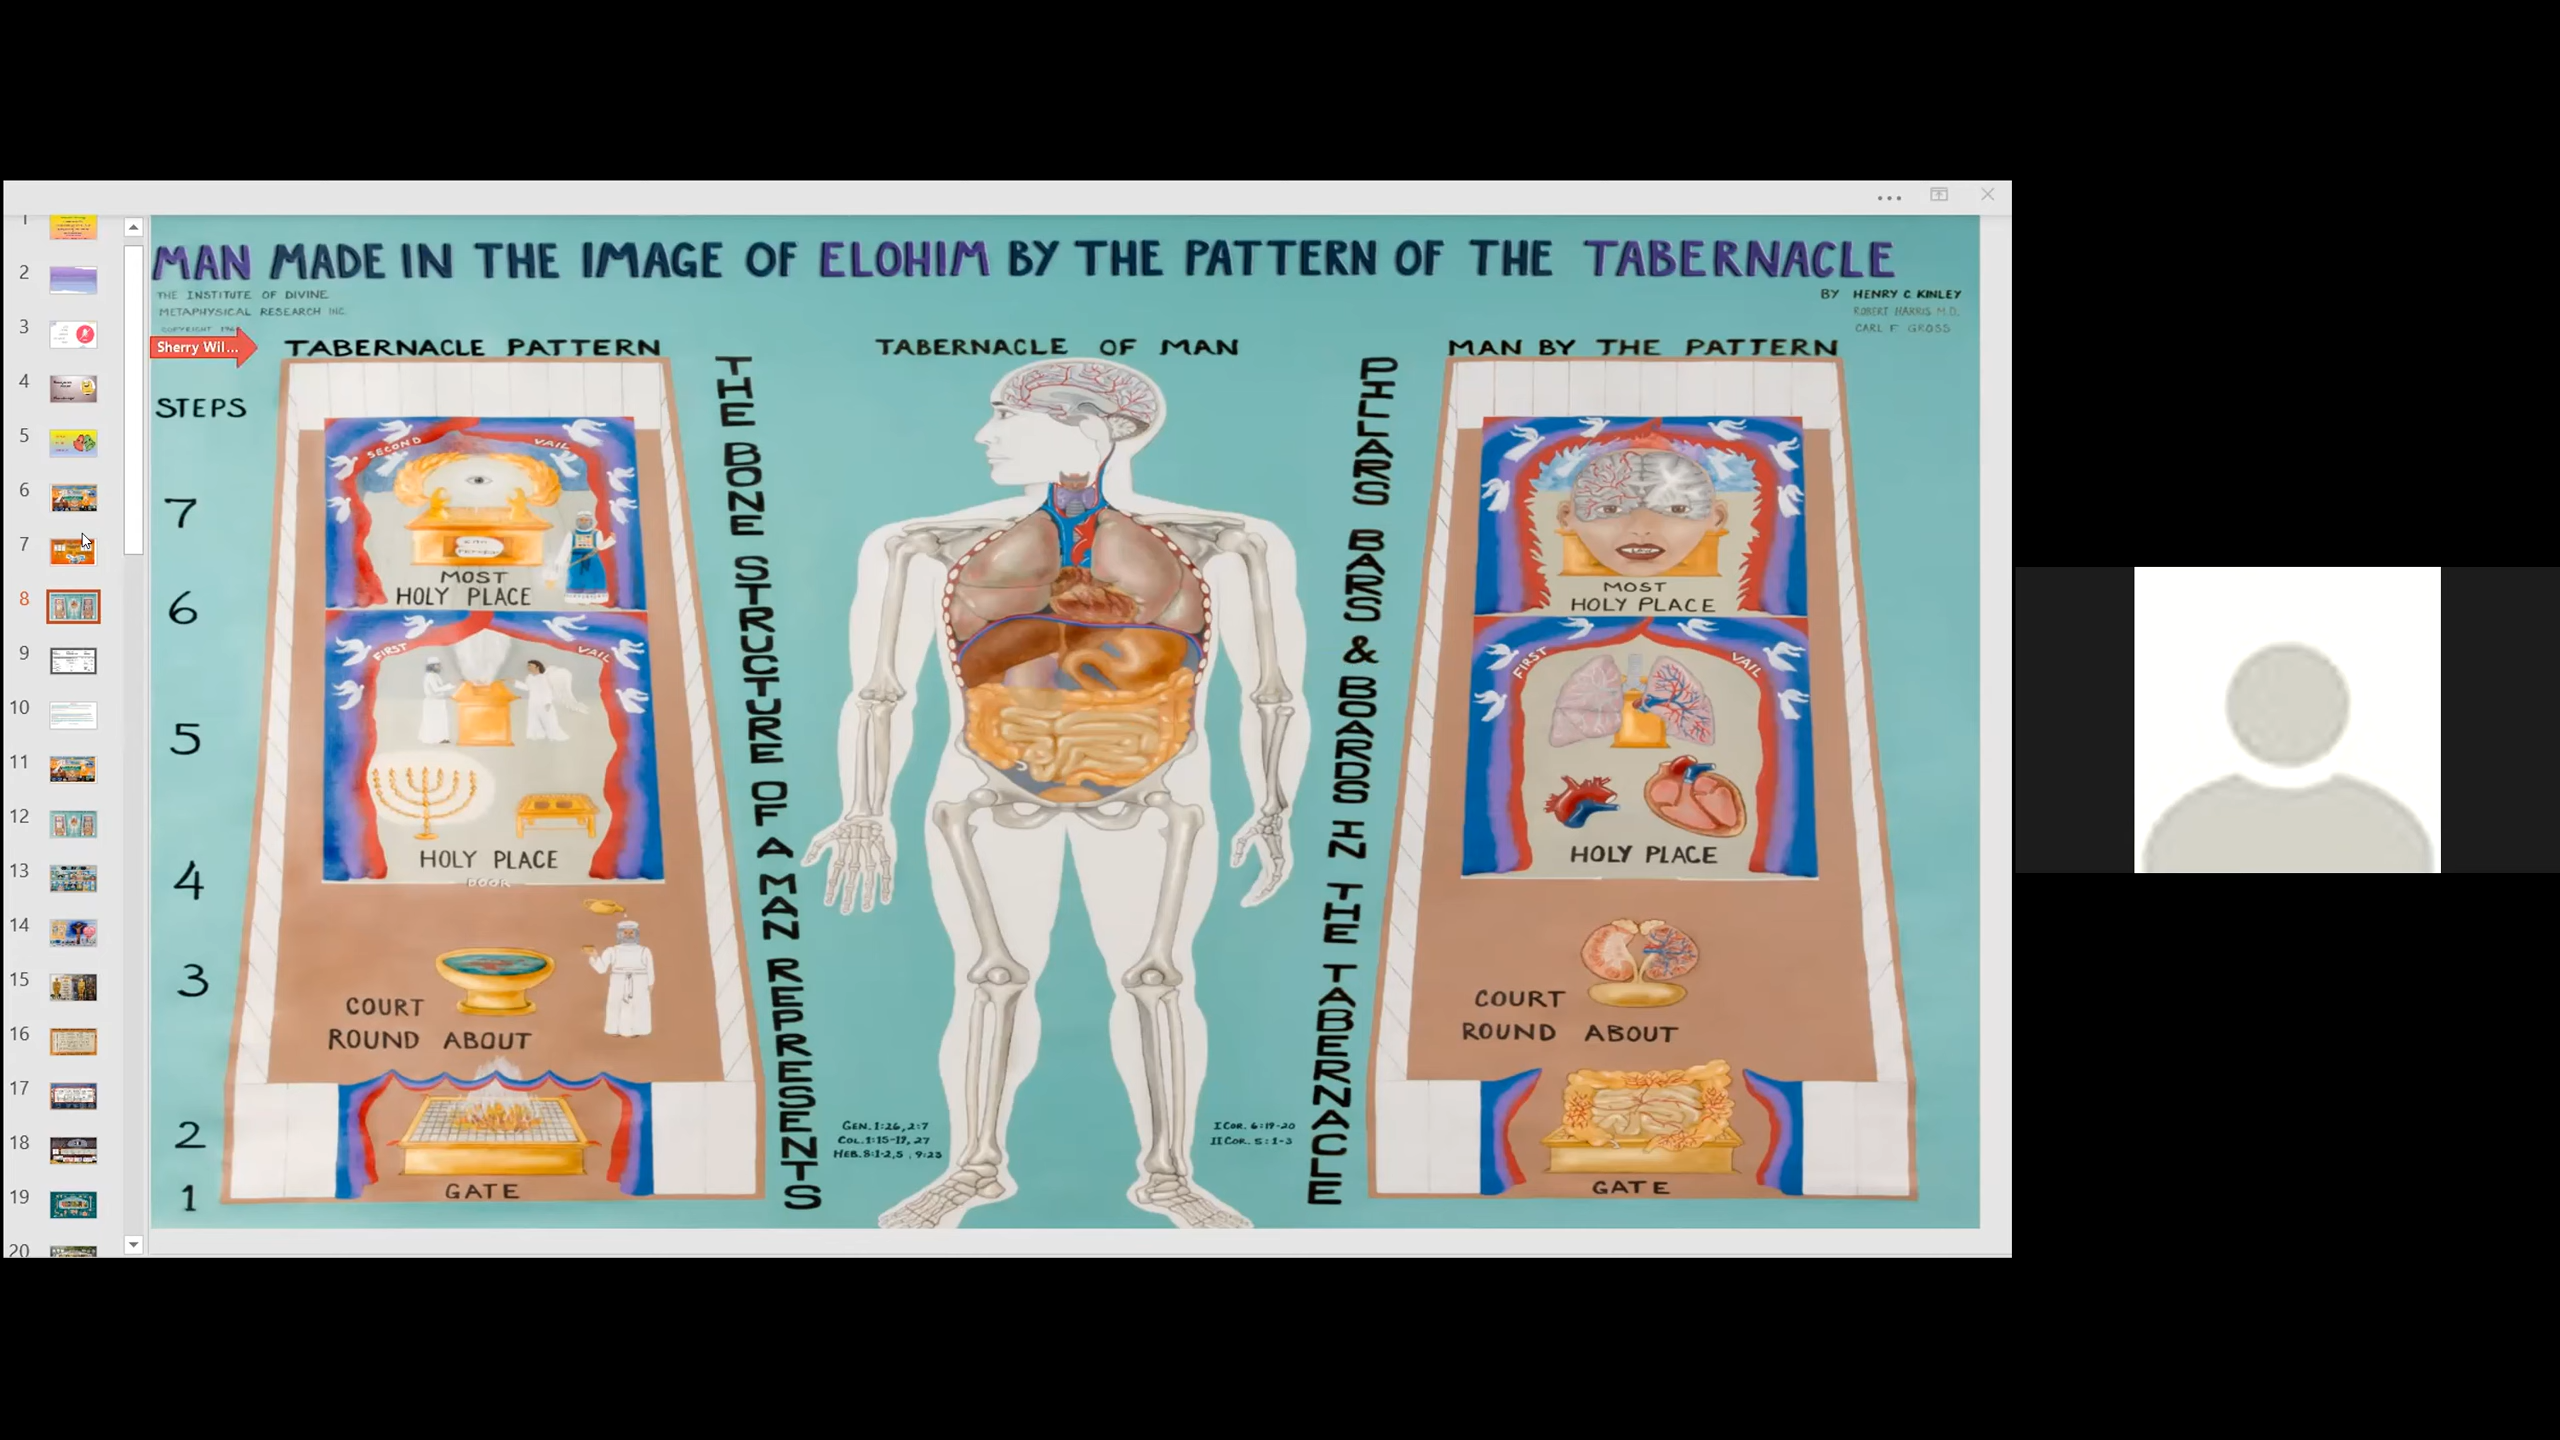 MAN MADE IN THE IMAGE OF ELOHIM BY THE PATTERN OF THE TABERNACLE
THE INSTITUTE OF DIVINE
METAPHYSICAL RESEARCH INC.
BY HENRY C KINLEY
ROBERT HARRIS M.D.
CARL F GROSS
Sherry Wil...
TABERNACLE PATTERN
TABERNACLE OF MAN
MAN BY THE PATTERN
STEPS
7
6
5
4
3
2
1
SECOND VAIL
MOST
HOLY PLACE
FIRST VAIL
HOLY PLACE
DOOR
COURT
ROUND ABOUT
GATE
THE BONE STRUCTURE OF A MAN REPRESENTS
GEN. 1:26, 2:7
COL. 1:15-19, 27
HEB. 8:1-2,5, 9:23
I COR. 6:19-20
II COR. 5:1-3
PILLARS BARS & BOARDS IN THE TABERNACLE
MOST
HOLY PLACE
FIRST VAIL
HOLY PLACE
COURT
ROUND ABOUT
GATE
1
2
3
4
5
6
7
8
9
10
11
12
13
14
15
16
17
18
19
20